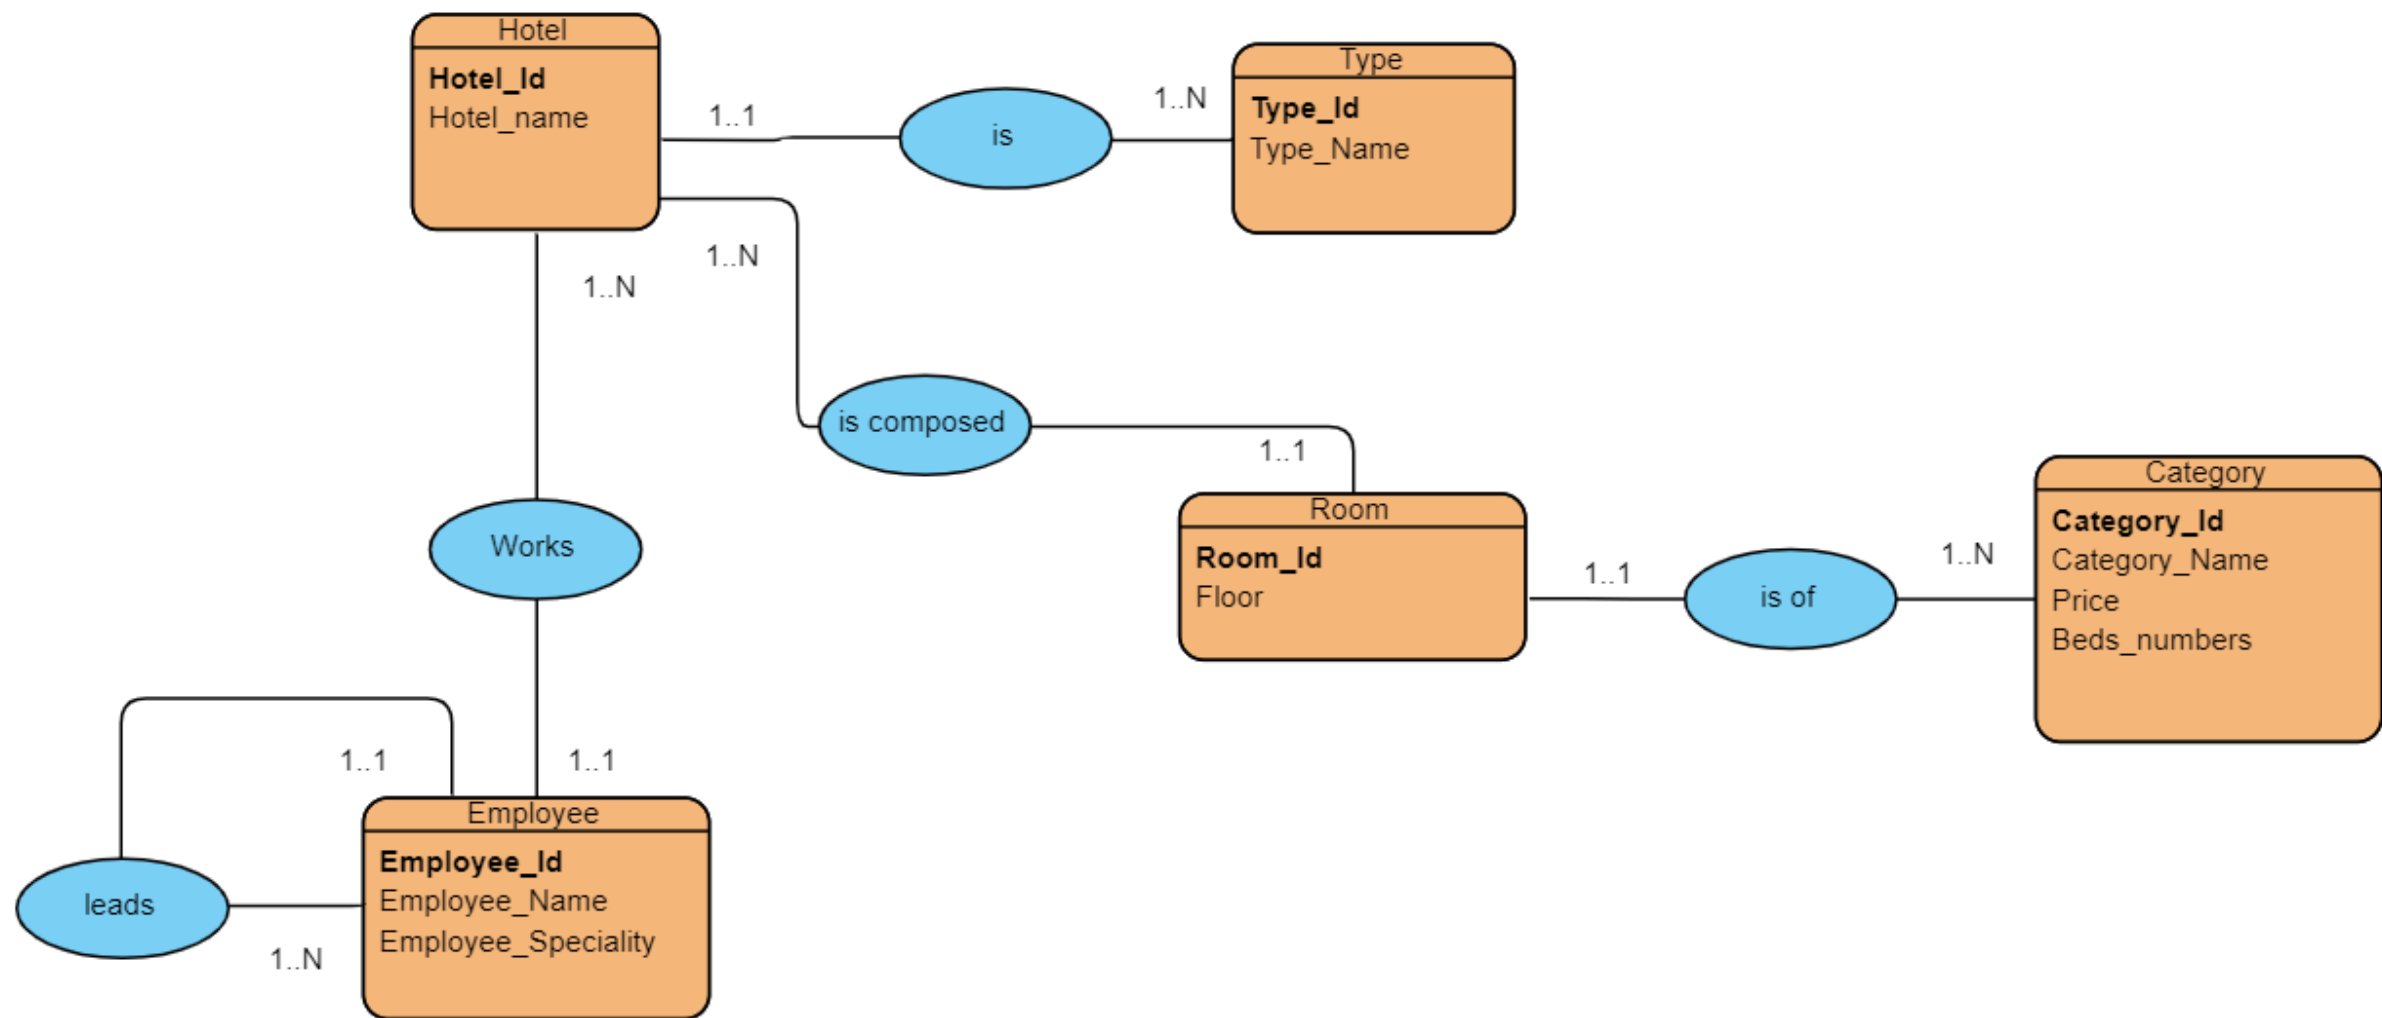 Hotel
Hotel_Id
Hotel_name
Type
Type_Id
Type_Name
1..1
is
1..N
1..N
1..N
is composed
1..1
Works
Room
Room_Id
Floor
1..1
is of
1..N
Category
Category_Id
Category_Name
Price
Beds_numbers
1..1
1..1
Employee
Employee_Id
Employee_Name
Employee_Speciality
leads
1..N